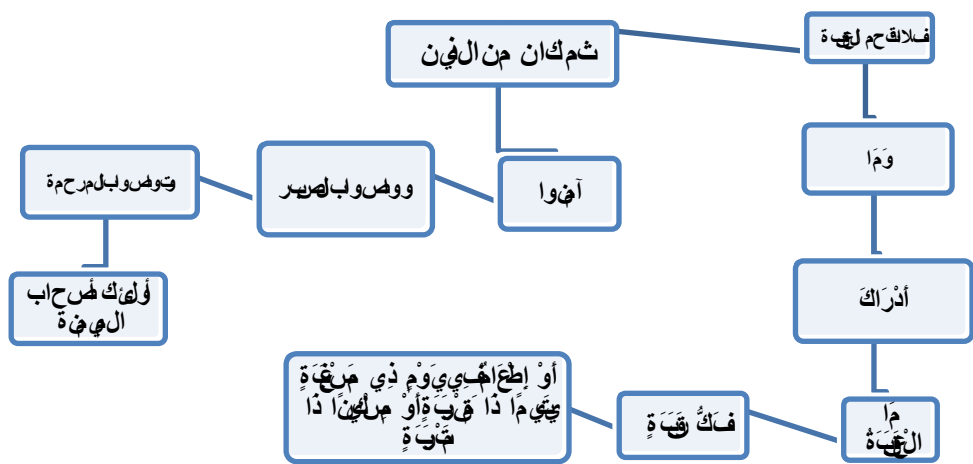 فلا اقتحم العقبة
وَمَا
أَدْرَاكَ
مَا
الْعَقَبَةُ
فَكُّ رَقَبَةٍ
أَوْ إِطْعَامٌ فِي يَوْمٍ ذِي مَسْغَبَةٍ
يَتِيمًا ذَا مَقْرَبَةٍ أَوْ مِسْكِينًا ذَا
مَتْرَبَةٍ
ثم كان من الذين
آمنوا
وتواصوا بالصبر
وتواصوا بالمرحمة
أولئك أصحاب
الميمنة